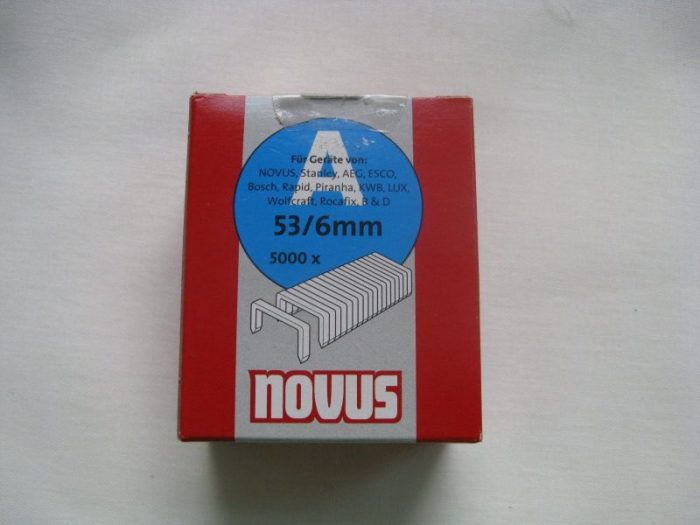 A
Für Geräte von:
NOVUS, Stanley, AEG, ESCO,
Bosch, Rapid, Piranha, KWB, LUX,
Wolfcraft, Rocafix, B & D
53/6mm
5000 x
novus